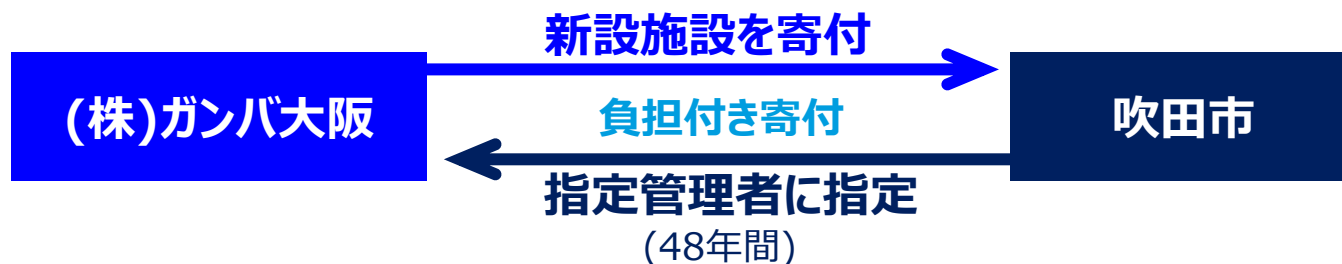 新設施設を寄付
(株)ガンバ大阪
負担付き寄付
吹田市
指定管理者に指定
(48年間)